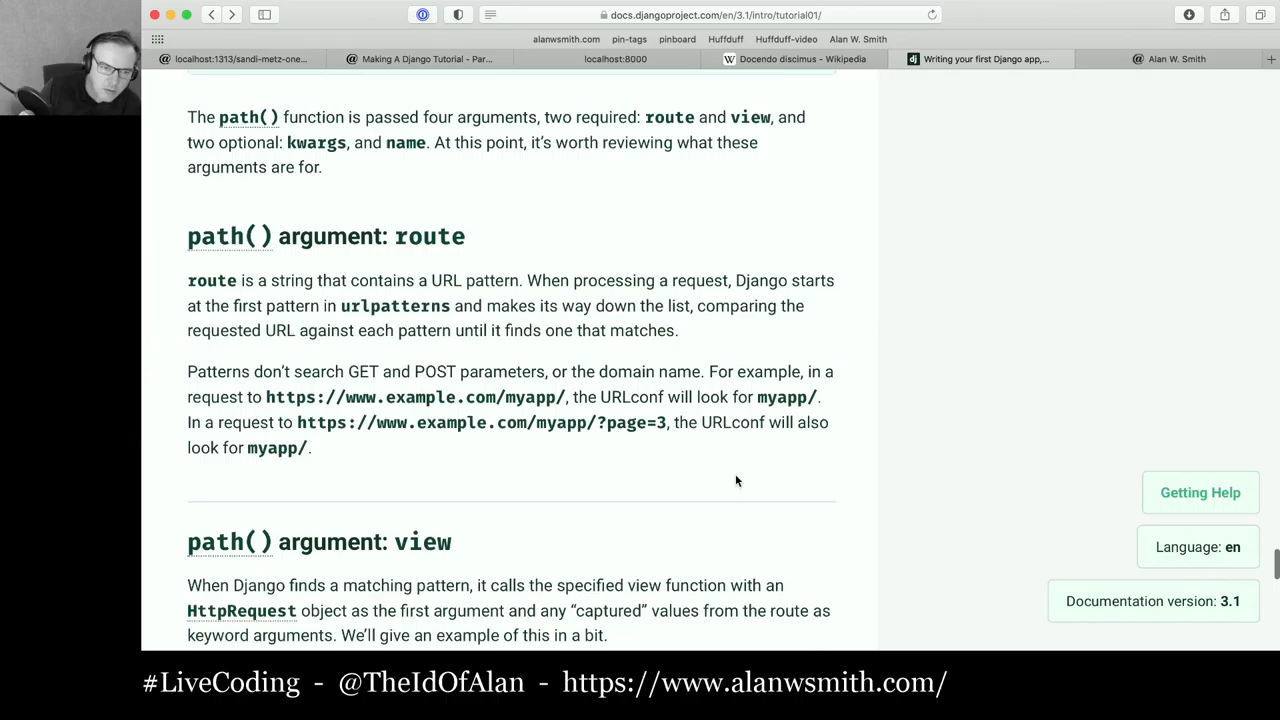 docs.djangoproject.com/en/3.1/intro/tutorial01/
alanwsmith.com pin-tags pinboard Huffduff Huffduff-video Alan W. Smith
localhost:1313/sandi-metz-one... Making A Django Tutorial - Par... localhost:8000 Docendo discimus - Wikipedia dj Writing your first Django app,... Alan W. Smith
The path() function is passed four arguments, two required: route and view, and
two optional: kwargs, and name. At this point, it's worth reviewing what these
arguments are for.
path() argument: route
route is a string that contains a URL pattern. When processing a request, Django starts
at the first pattern in urlpatterns and makes its way down the list, comparing the
requested URL against each pattern until it finds one that matches.
Patterns don't search GET and POST parameters, or the domain name. For example, in a
request to https://www.example.com/myapp/, the URLconf will look for myapp/.
In a request to https://www.example.com/myapp/?page=3, the URLconf will also
look for myapp/.
path() argument: view
When Django finds a matching pattern, it calls the specified view function with an
HttpRequest object as the first argument and any “captured” values from the route as
keyword arguments. We'll give an example of this in a bit.
Getting Help
Language: en
Documentation version: 3.1
#LiveCoding - @TheIdOfAlan - https://www.alanwsmith.com/